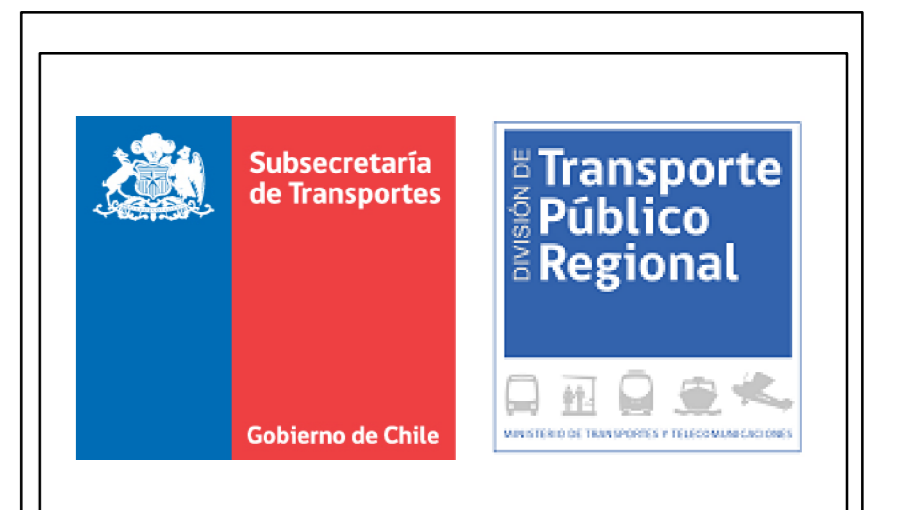 Subsecretaría
de Transportes
Gobierno de Chile
DIVISIÓN DE
Transporte
Público
Regional
MINISTERIO DE TRANSPORTES Y TELECOMUNICACIONES